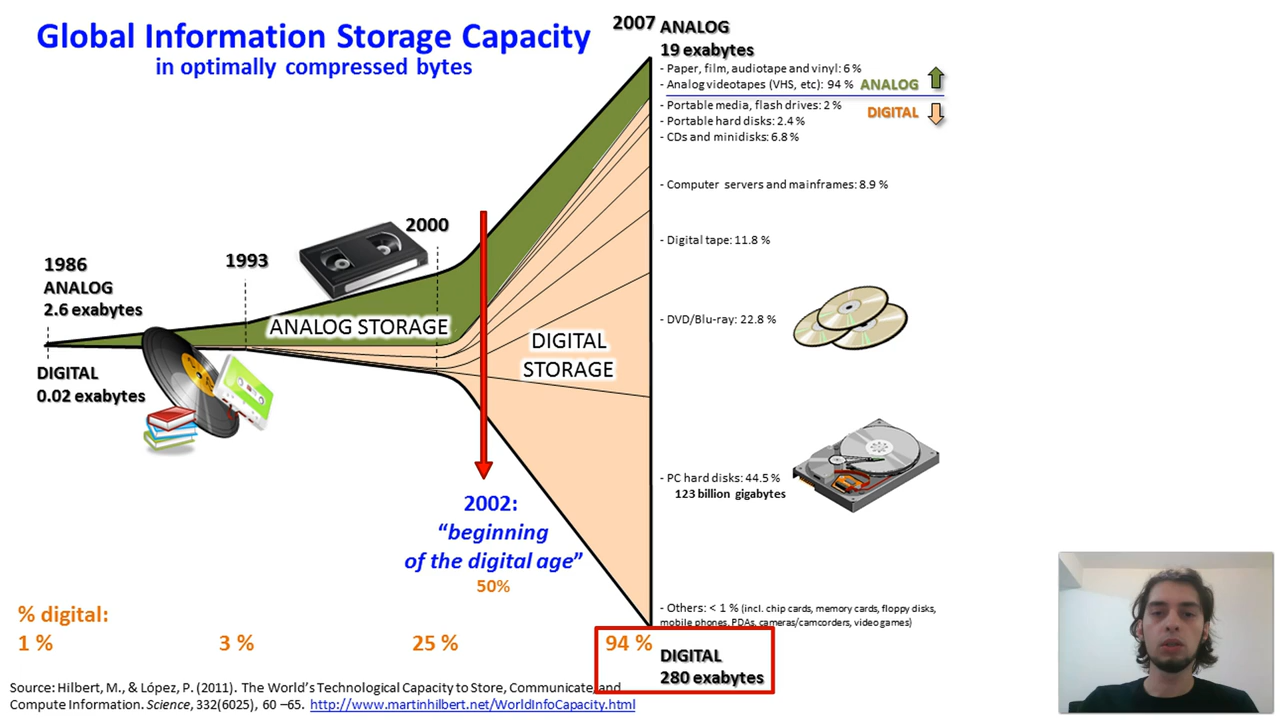 Global Information Storage Capacity
in optimally compressed bytes
2007
ANALOG
19 exabytes
- Paper, film, audiotape and vinyl: 6 %
- Analog videotapes (VHS, etc): 94 %
ANALOG
- Portable media, flash drives: 2 %
DIGITAL
- Portable hard disks: 2.4 %
- CDs and minidisks: 6.8 %
- Computer servers and mainframes: 8.9 %
- Digital tape: 11.8 %
- DVD/Blu-ray: 22.8 %
- PC hard disks: 44.5 %
123 billion gigabytes
- Others: < 1 % (incl. chip cards, memory cards, floppy disks,
mobile phones, PDAs, cameras/camcorders, video games)
DIGITAL
280 exabytes
1986
ANALOG
2.6 exabytes
DIGITAL
0.02 exabytes
1993
2000
ANALOG STORAGE
DIGITAL
STORAGE
2002:
“beginning
of the digital age”
50%
% digital:
1 %
3 %
25 %
94 %
Source: Hilbert, M., & López, P. (2011). The World’s Technological Capacity to Store, Communicate, and
Compute Information. Science, 332(6025), 60 –65. http://www.martinhilbert.net/WorldInfoCapacity.html